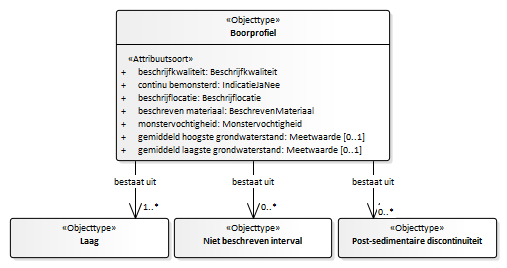 «Objecttype»
Boorprofiel
«Attribuutsoort»
+ beschrijfkwaliteit: Beschrijfkwaliteit
+ continu bemonsterd: IndicatieJaNee
+ beschrijflocatie: Beschrijflocatie
+ beschreven materiaal: BeschrevenMateriaal
+ monstervochtigheid: Monstervochtigheid
+ gemiddeld hoogste grondwaterstand: Meetwaarde [0..1]
+ gemiddeld laagste grondwaterstand: Meetwaarde [0..1]
bestaat uit bestaat uit bestaat uit
1..* 0..* 0..*
«Objecttype» «Objecttype» «Objecttype»
Laag Niet beschreven interval Post-sedimentaire discontinuïteit